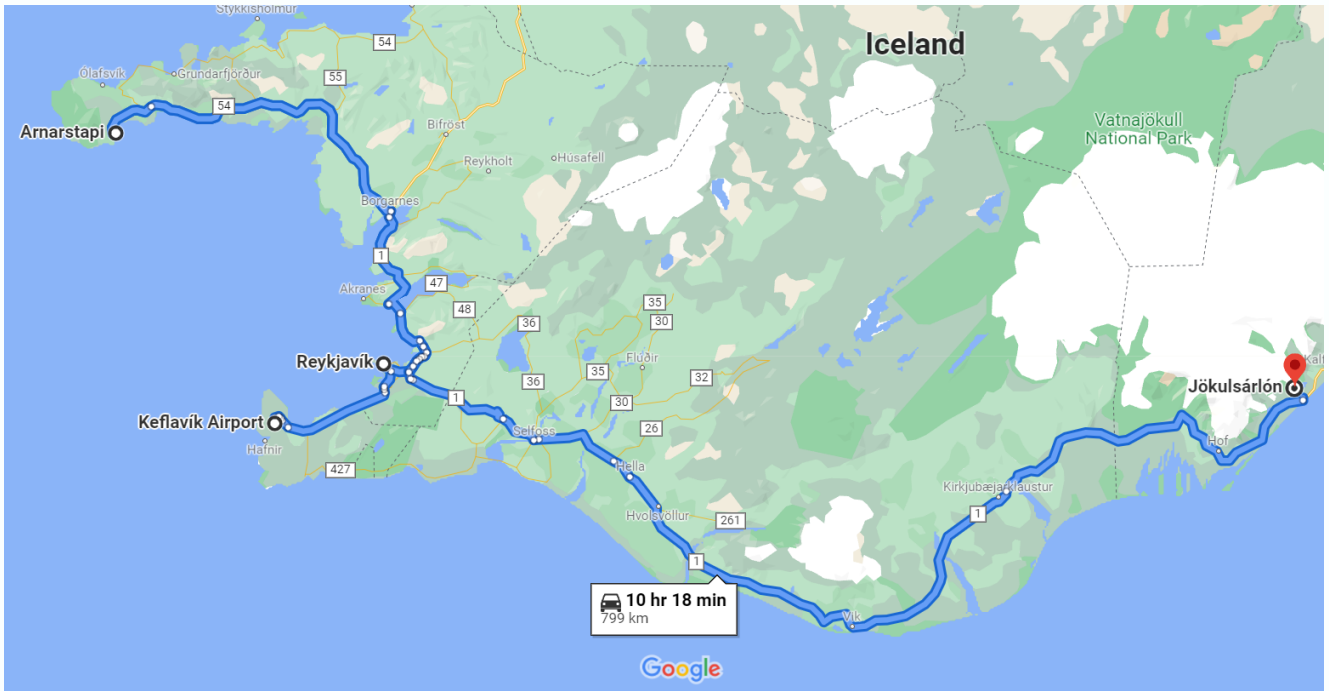 Stykkishólmur
Iceland
54
Ólafsvík
Grundarfjörður
55
54
Vatnajökull
National Park
Arnarstapi
Bifröst
Reykholt
Húsafell
Borgarnes
1
47
Akranes
48
35
30
36
Reykjavík
Fluðir
35
32
36
1
30
Jökulsárlón
Keflavík Airport
26
Selfoss
Hafnir
Hof
427
Hella
Kirkjubæjarklaustur
Hvolsvöllur
261
1
1
10 hr 18 min
799 km
Vik
Google